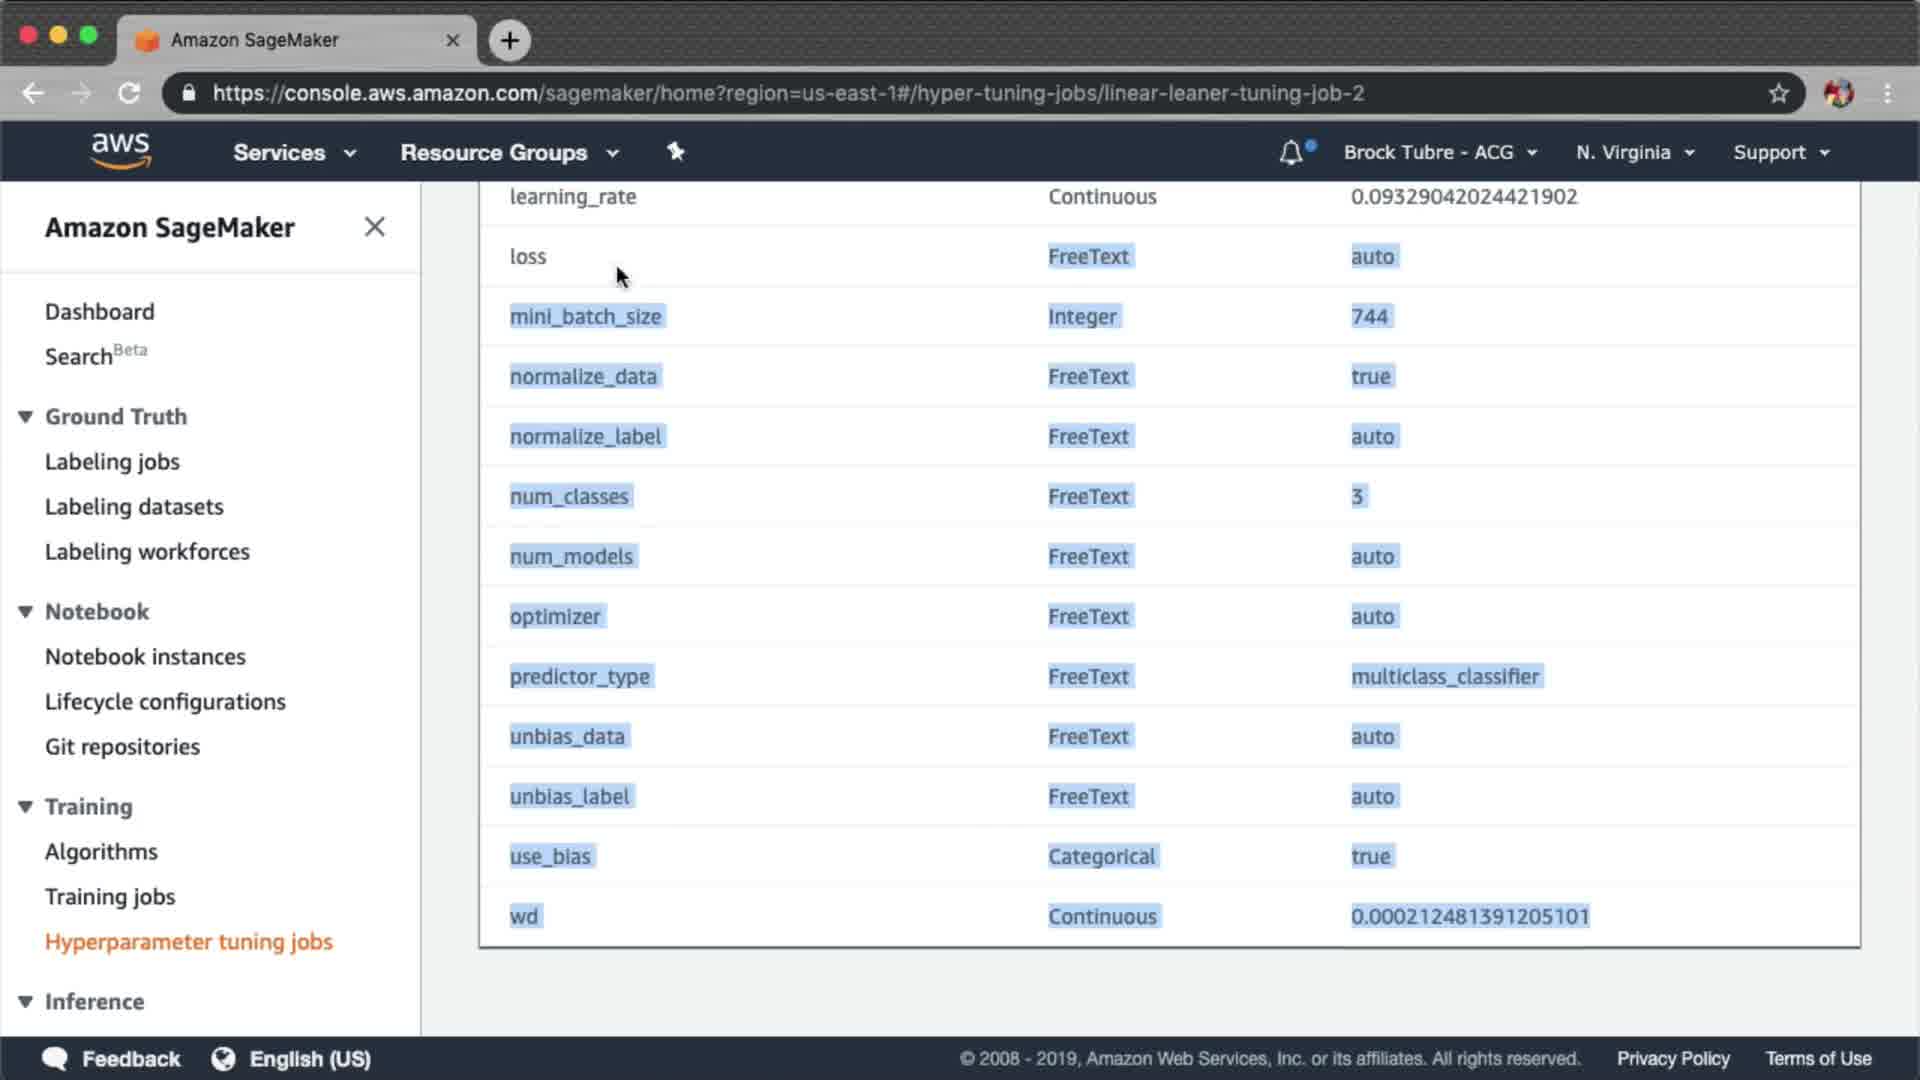 Amazon SageMaker
https://console.aws.amazon.com/sagemaker/home?region=us-east-1#/hyper-tuning-jobs/linear-leaner-tuning-job-2
aws Services Resource Groups Brock Tubre - ACG N. Virginia Support
Amazon SageMaker
Dashboard
Search Beta
Ground Truth
Labeling jobs
Labeling datasets
Labeling workforces
Notebook
Notebook instances
Lifecycle configurations
Git repositories
Training
Algorithms
Training jobs
Hyperparameter tuning jobs
Inference
learning_rate Continuous 0.09329042024421902
loss FreeText auto
mini_batch_size Integer 744
normalize_data FreeText true
normalize_label FreeText auto
num_classes FreeText 3
num_models FreeText auto
optimizer FreeText auto
predictor_type FreeText multiclass_classifier
unbias_data FreeText auto
unbias_label FreeText auto
use_bias Categorical true
wd Continuous 0.000212481391205101
Feedback English (US) © 2008 - 2019, Amazon Web Services, Inc. or its affiliates. All rights reserved. Privacy Policy Terms of Use